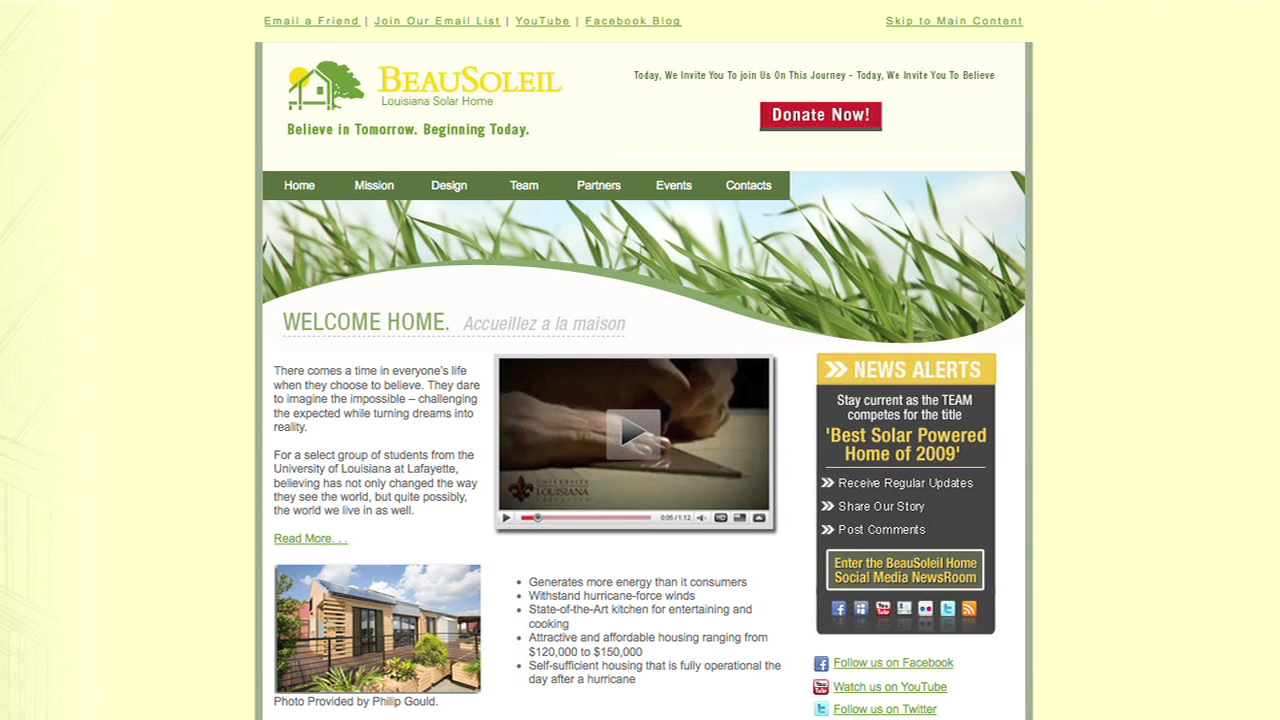 Email a Friend | Join Our Email List | YouTube | Facebook Blog
Skip to Main Content
BEAUSOLEIL
Louisiana Solar Home
Believe in Tomorrow. Beginning Today.
Today, We Invite You To join Us On This Journey - Today, We Invite You To Believe
Donate Now!
Home Mission Design Team Partners Events Contacts
WELCOME HOME. Accueillez a la maison
There comes a time in everyone's life
when they choose to believe. They dare
to imagine the impossible – challenging
the expected while turning dreams into
reality.
For a select group of students from the
University of Louisiana at Lafayette,
believing has not only changed the way
they see the world, but quite possibly,
the world we live in as well.
Read More. . .
UNIVERSITY
LOUISIANA
0:05 / 1:12
HD
Photo Provided by Philip Gould.
Generates more energy than it consumers
Withstand hurricane-force winds
State-of-the-Art kitchen for entertaining and
cooking
Attractive and affordable housing ranging from
$120,000 to $150,000
Self-sufficient housing that is fully operational the
day after a hurricane
NEWS ALERTS
Stay current as the TEAM
competes for the title
'Best Solar Powered
Home of 2009'
Receive Regular Updates
Share Our Story
Post Comments
Enter the BeauSoleil Home
Social Media NewsRoom
Follow us on Facebook
Watch us on YouTube
Follow us on Twitter